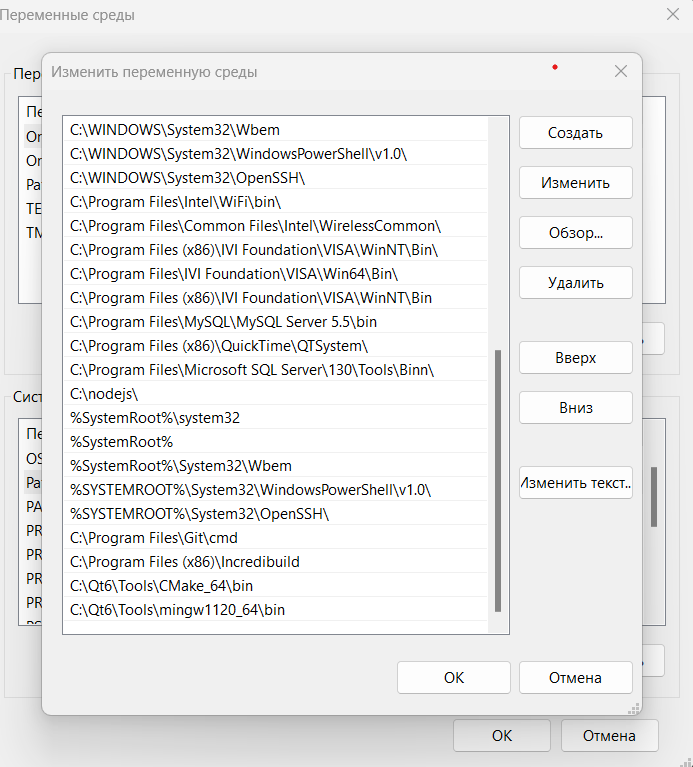 Переменные среды
Изменить переменную среды
C:\WINDOWS\System32\Wbem
C:\WINDOWS\System32\WindowsPowerShell\v1.0\
C:\WINDOWS\System32\OpenSSH\
C:\Program Files\Intel\WiFi\bin\
C:\Program Files\Common Files\Intel\WirelessCommon\
C:\Program Files (x86)\IVI Foundation\VISA\WinNT\Bin\
C:\Program Files\IVI Foundation\VISA\Win64\Bin\
C:\Program Files (x86)\IVI Foundation\VISA\WinNT\Bin
C:\Program Files\MySQL\MySQL Server 5.5\bin
C:\Program Files (x86)\QuickTime\QTSystem\
C:\Program Files\Microsoft SQL Server\130\Tools\Binn\
C:\nodejs\
%SystemRoot%\system32
%SystemRoot%
%SystemRoot%\System32\Wbem
%SYSTEMROOT%\System32\WindowsPowerShell\v1.0\
%SYSTEMROOT%\System32\OpenSSH\
C:\Program Files\Git\cmd
C:\Program Files (x86)\Incredibuild
C:\Qt6\Tools\CMake_64\bin
C:\Qt6\Tools\mingw1120_64\bin
Создать
Изменить
Обзор...
Удалить
Вверх
Вниз
Изменить текст..
OK
Отмена
Пер
Пе
On
On
Pa
TE
TM
Сист
Пе
OS
Pa
PA
PR
PR
PR
PR
OK
Отмена